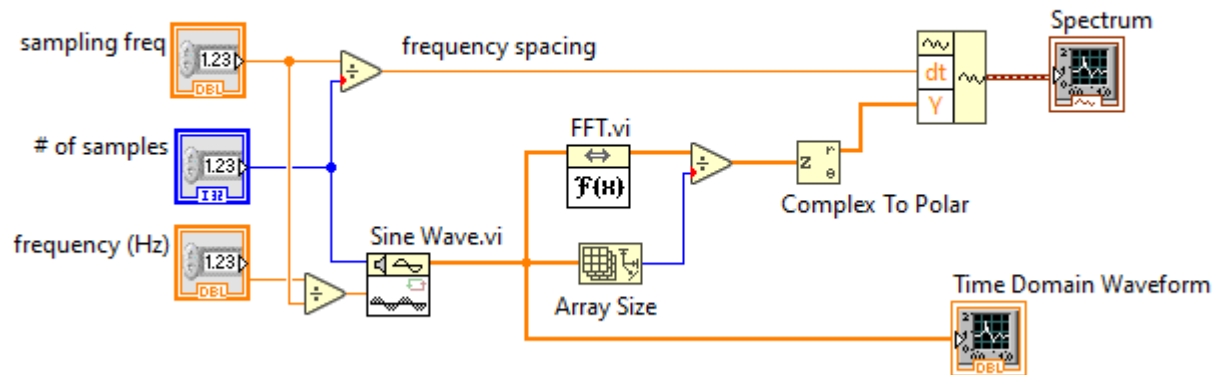 Spectrum
sampling freq
1.23
DBL
frequency spacing
dt
Y
# of samples
1.23
I32
FFT.vi
F(x)
z
r
θ
Complex To Polar
frequency (Hz)
1.23
DBL
Sine Wave.vi
Array Size
Time Domain Waveform
DBL